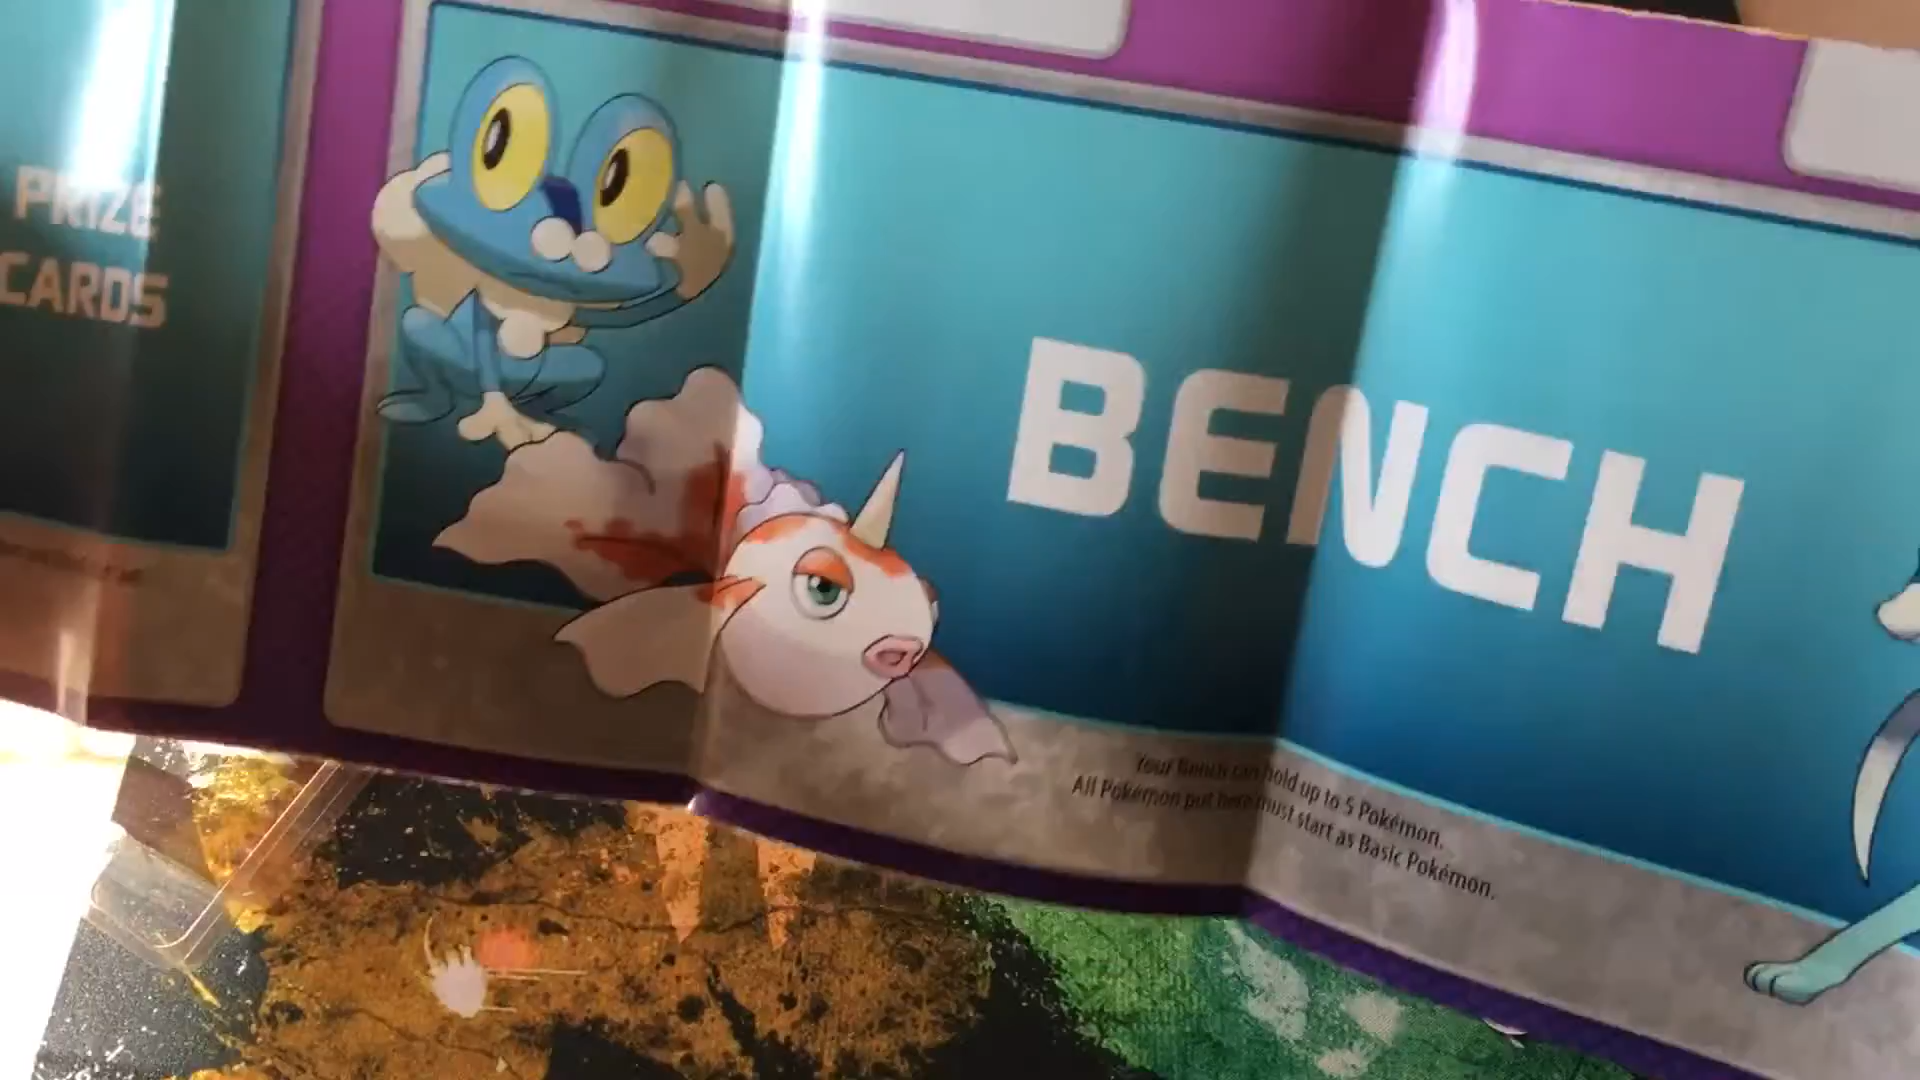 PRIZE
CARDS
BENCH
Your Bench can hold up to 5 Pokémon.
All Pokémon put here must start as Basic Pokémon.